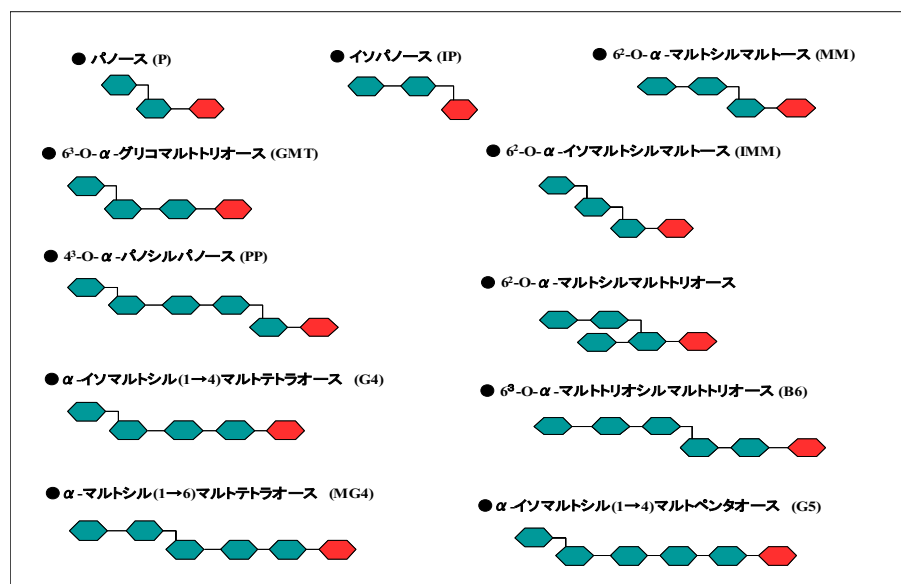 ● パノース (P)
● イソパノース (IP)
● 6²-O-α-マルトシルマルトース (MM)
● 6³-O-α-グリコマルトトリオース (GMT)
● 6²-O-α-イソマルトシルマルトース (IMM)
● 4³-O-α-パノシルパノース (PP)
● 6²-O-α-マルトシルマルトトリオース
● α-イソマルトシル(1→4)マルトテトラオース (G4)
● 6³-O-α-マルトトリオシルマルトトリオース (B6)
● α-マルトシル(1→6)マルトテトラオース (MG4)
● α-イソマルトシル(1→4)マルトペンタオース (G5)